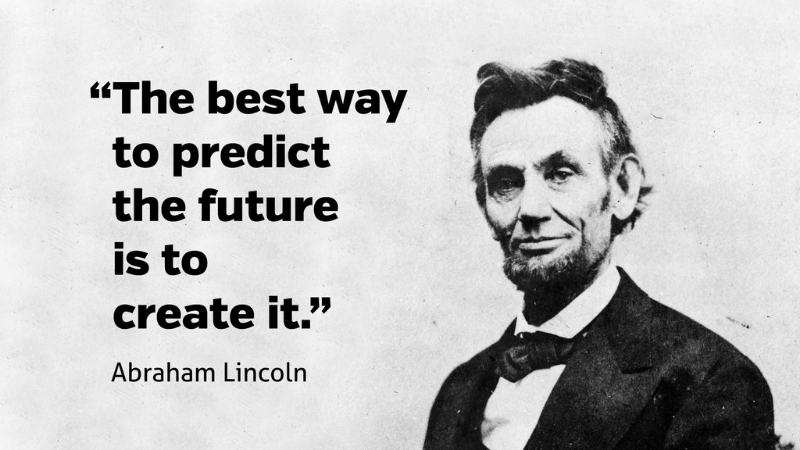 “The best way
to predict
the future
is to
create it.”
Abraham Lincoln